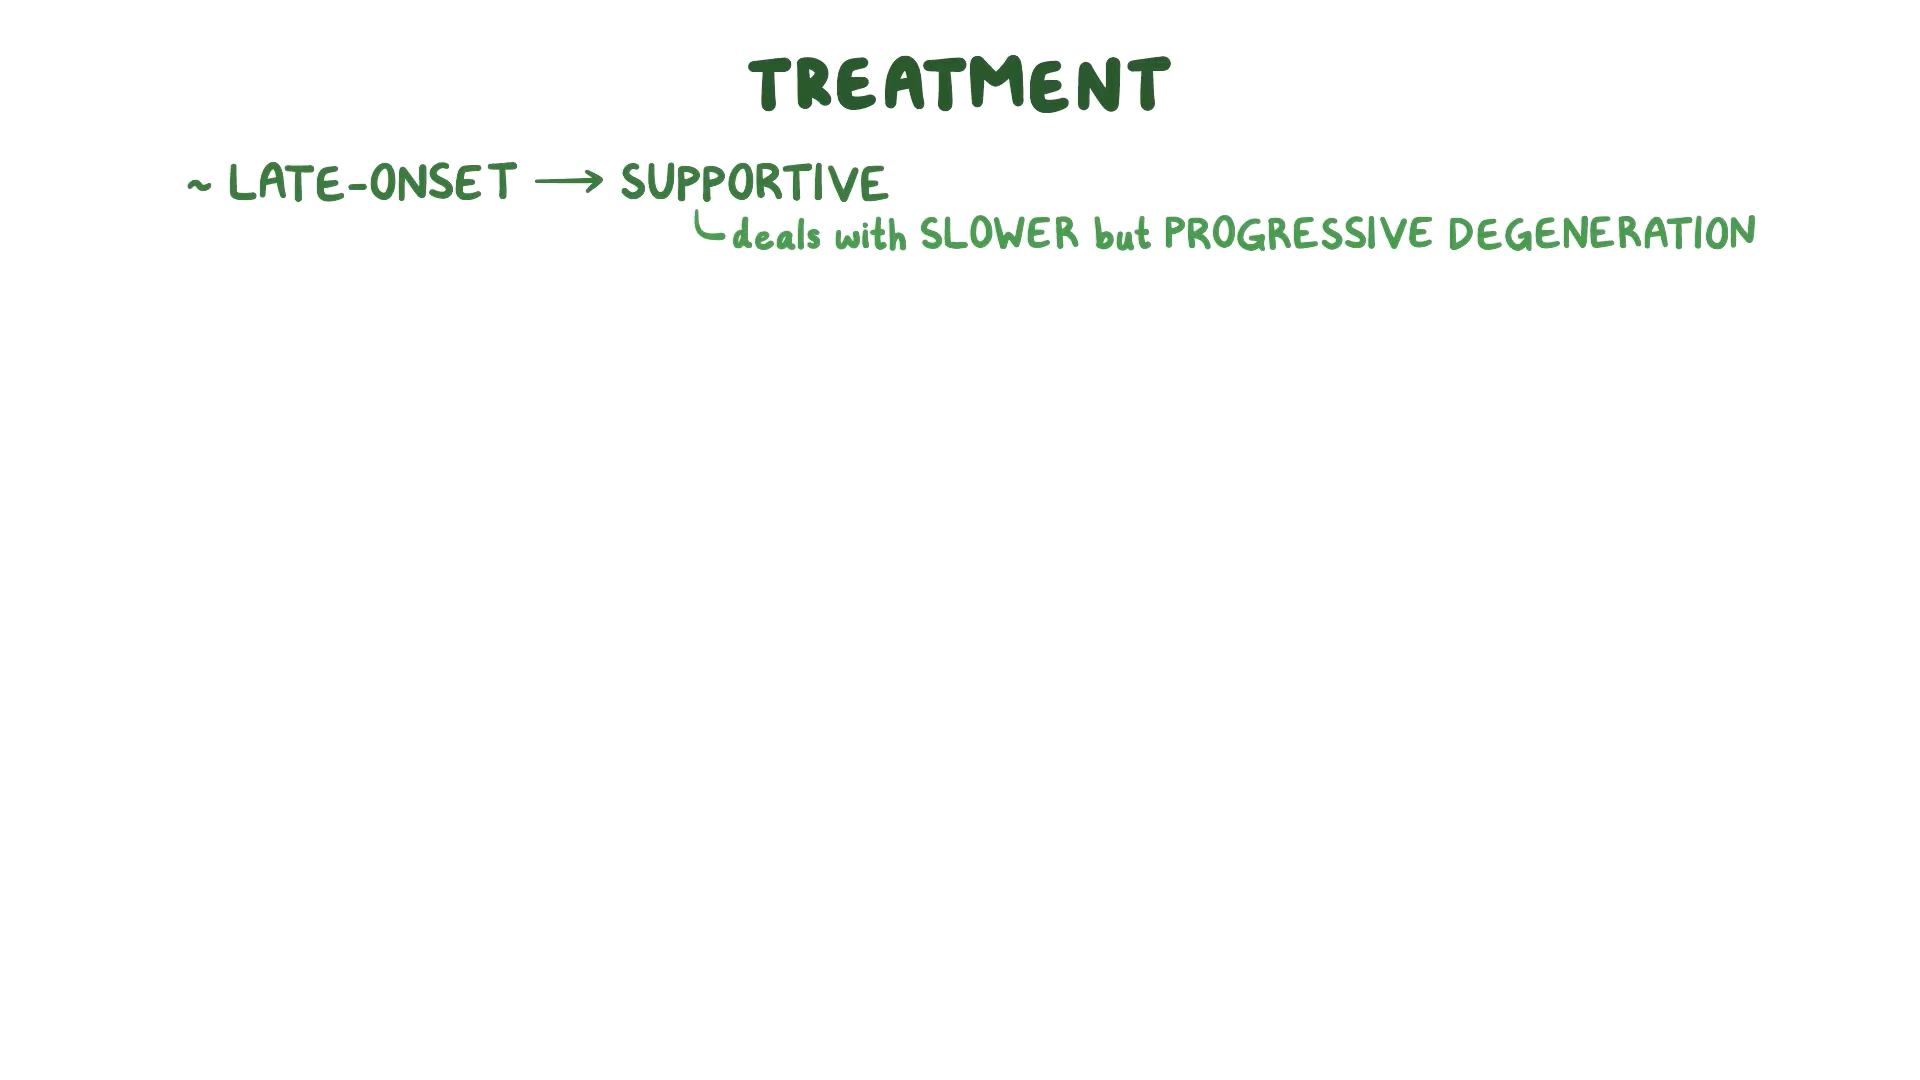 TREATMENT
~ LATE-ONSET → SUPPORTIVE
deals with SLOWER but PROGRESSIVE DEGENERATION